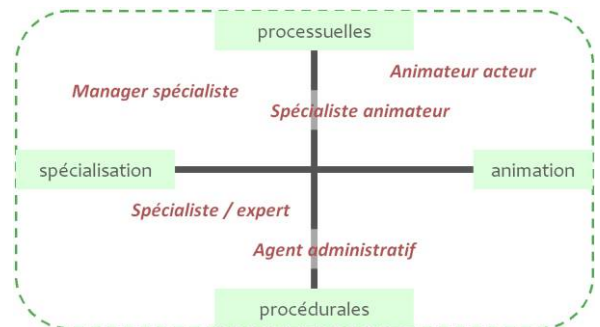 processuelles
Animateur acteur
Manager spécialiste
Spécialiste animateur
spécialisation
animation
Spécialiste / expert
Agent administratif
procédurales